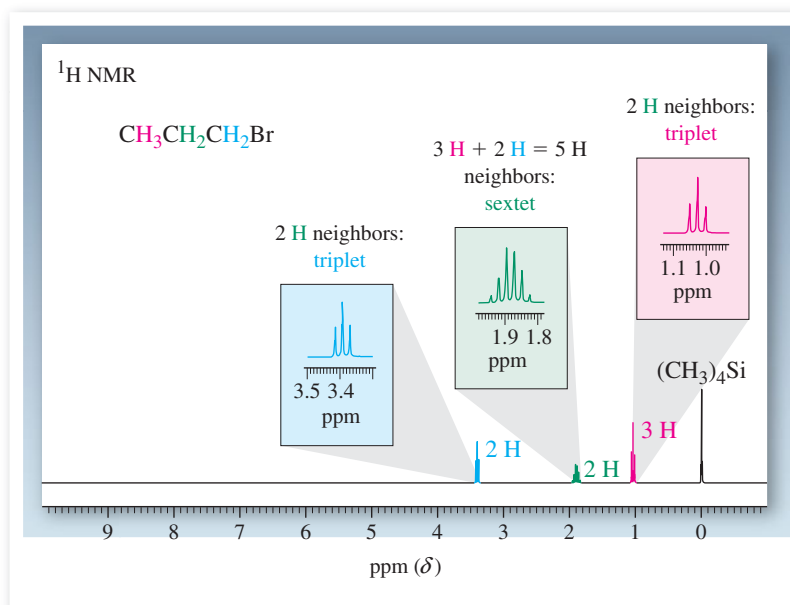 ¹H NMR
CH₃CH₂CH₂Br
2 H neighbors:
triplet
3 H + 2 H = 5 H
neighbors:
sextet
2 H neighbors:
triplet
3.5 3.4
ppm
1.9 1.8
ppm
1.1 1.0
ppm
(CH₃)₄Si
2 H
2 H
3 H
9 8 7 6 5 4 3 2 1 0
ppm (δ)